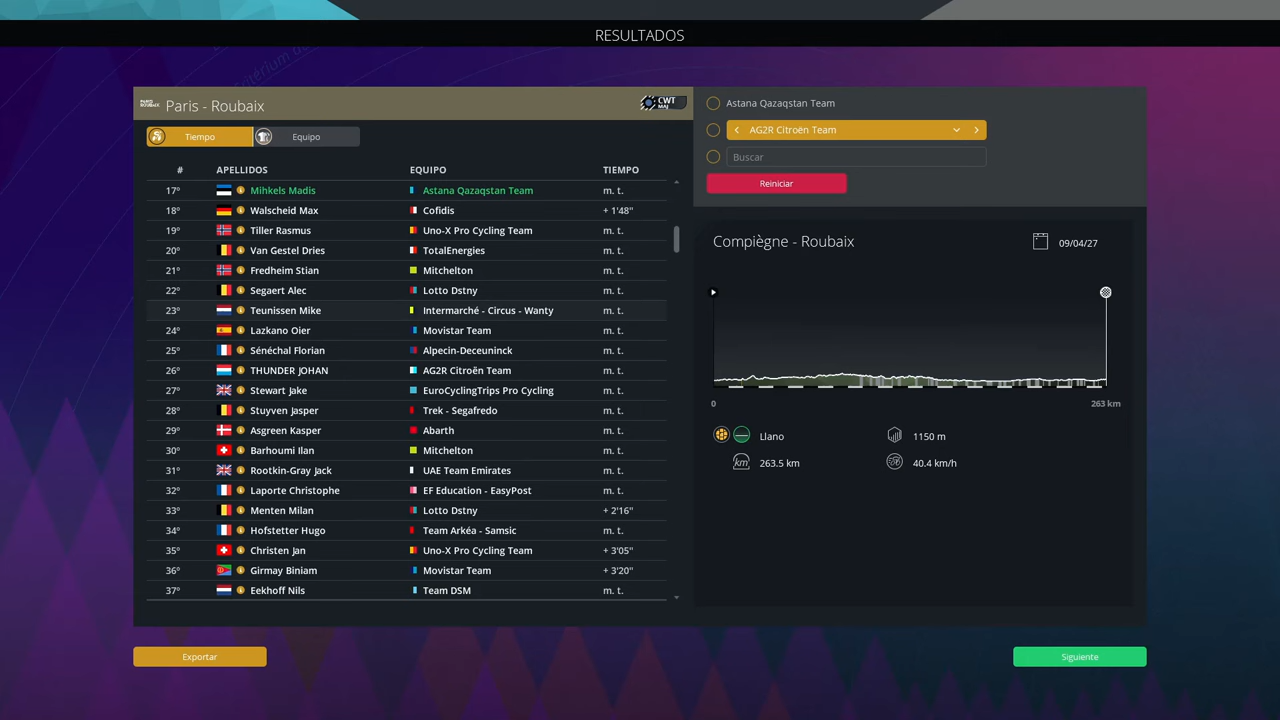 RESULTADOS
PARIS ROUBAIX Paris - Roubaix CWT MAJ
Tiempo Equipo
# APELLIDOS EQUIPO TIEMPO
17º Mihkels Madis Astana Qazaqstan Team m. t.
18º Walscheid Max Cofidis + 1'48''
19º Tiller Rasmus Uno-X Pro Cycling Team m. t.
20º Van Gestel Dries TotalEnergies m. t.
21º Fredheim Stian Mitchelton m. t.
22º Segaert Alec Lotto Dstny m. t.
23º Teunissen Mike Intermarché - Circus - Wanty m. t.
24º Lazkano Oier Movistar Team m. t.
25º Sénéchal Florian Alpecin-Deceuninck m. t.
26º THUNDER JOHAN AG2R Citroën Team m. t.
27º Stewart Jake EuroCyclingTrips Pro Cycling m. t.
28º Stuyven Jasper Trek - Segafredo m. t.
29º Asgreen Kasper Abarth m. t.
30º Barhoumi Ilan Mitchelton m. t.
31º Rootkin-Gray Jack UAE Team Emirates m. t.
32º Laporte Christophe EF Education - EasyPost m. t.
33º Menten Milan Lotto Dstny + 2'16''
34º Hofstetter Hugo Team Arkéa - Samsic m. t.
35º Christen Jan Uno-X Pro Cycling Team + 3'05''
36º Girmay Biniam Movistar Team + 3'20''
37º Eekhoff Nils Team DSM m. t.
Astana Qazaqstan Team
AG2R Citroën Team
Buscar
Reiniciar
Compiègne - Roubaix 09/04/27
0 263 km
Llano 1150 m
km 263.5 km 40.4 km/h
Exportar Siguiente